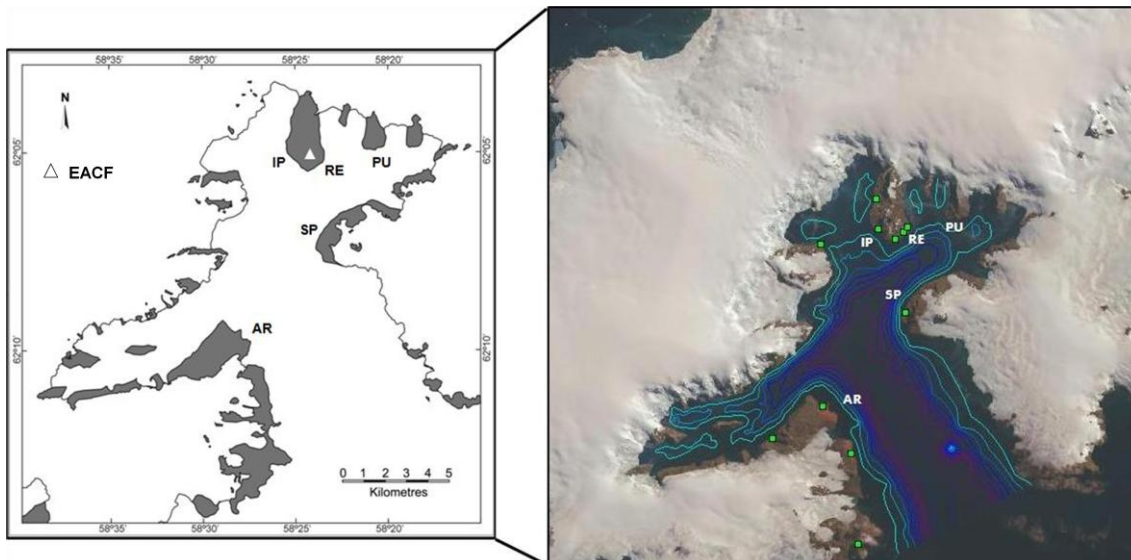 58°35' 58°30' 58°25' 58°20'
N
EACF
62°05' 62°05'
IP RE PU
SP
AR
62°10' 62°10'
0 1 2 3 4 5
Kilometres
58°35' 58°30' 58°25' 58°20'
PU
IP RE
SP
AR